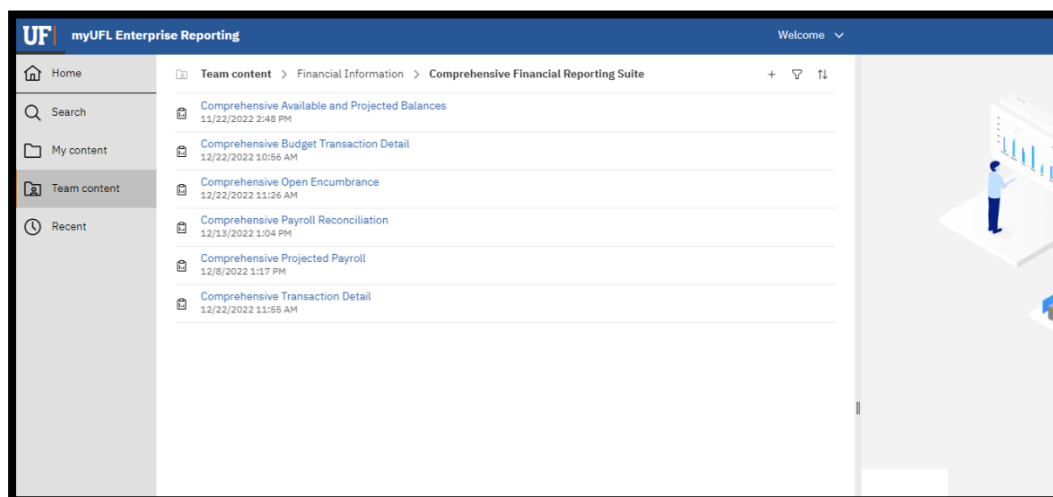 UF myUFL Enterprise Reporting Welcome
Home
Search
My content
Team content
Recent
Team content > Financial Information > Comprehensive Financial Reporting Suite
Comprehensive Available and Projected Balances
11/22/2022 2:48 PM
Comprehensive Budget Transaction Detail
12/22/2022 10:56 AM
Comprehensive Open Encumbrance
12/22/2022 11:26 AM
Comprehensive Payroll Reconciliation
12/13/2022 1:04 PM
Comprehensive Projected Payroll
12/8/2022 1:17 PM
Comprehensive Transaction Detail
12/22/2022 11:55 AM